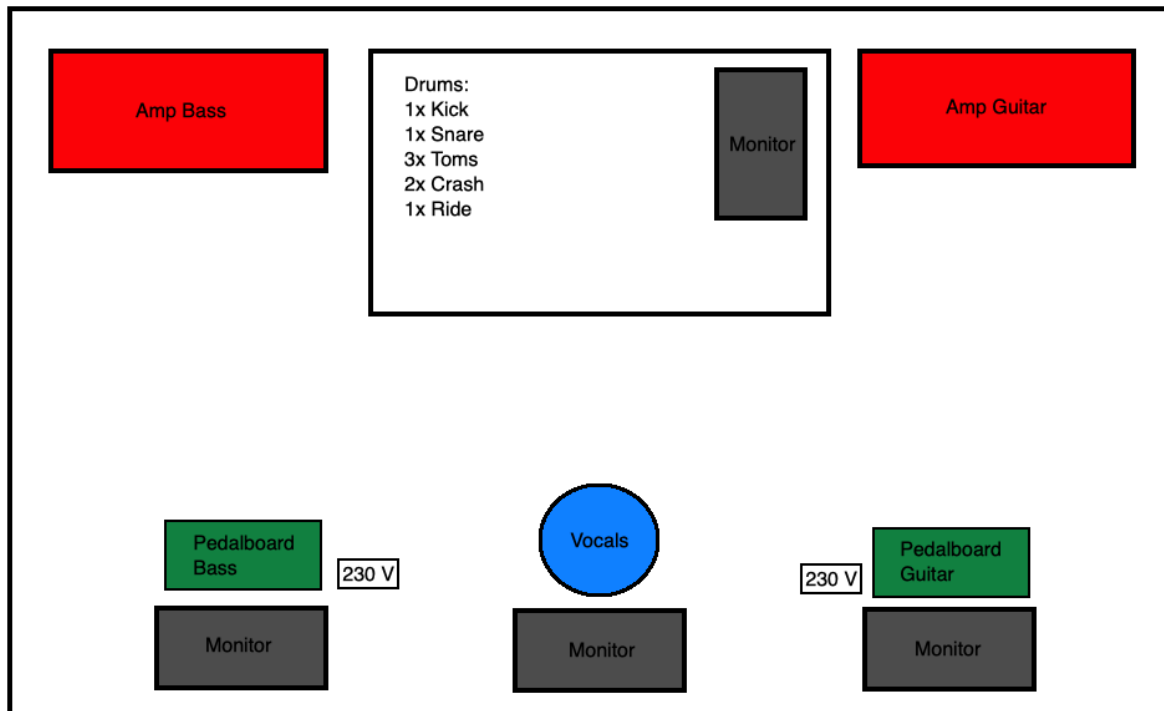 Amp Bass
Drums:
1x Kick
1x Snare
3x Toms
2x Crash
1x Ride
Monitor
Amp Guitar
Pedalboard
Bass
230 V
Vocals
230 V
Pedalboard
Guitar
Monitor
Monitor
Monitor